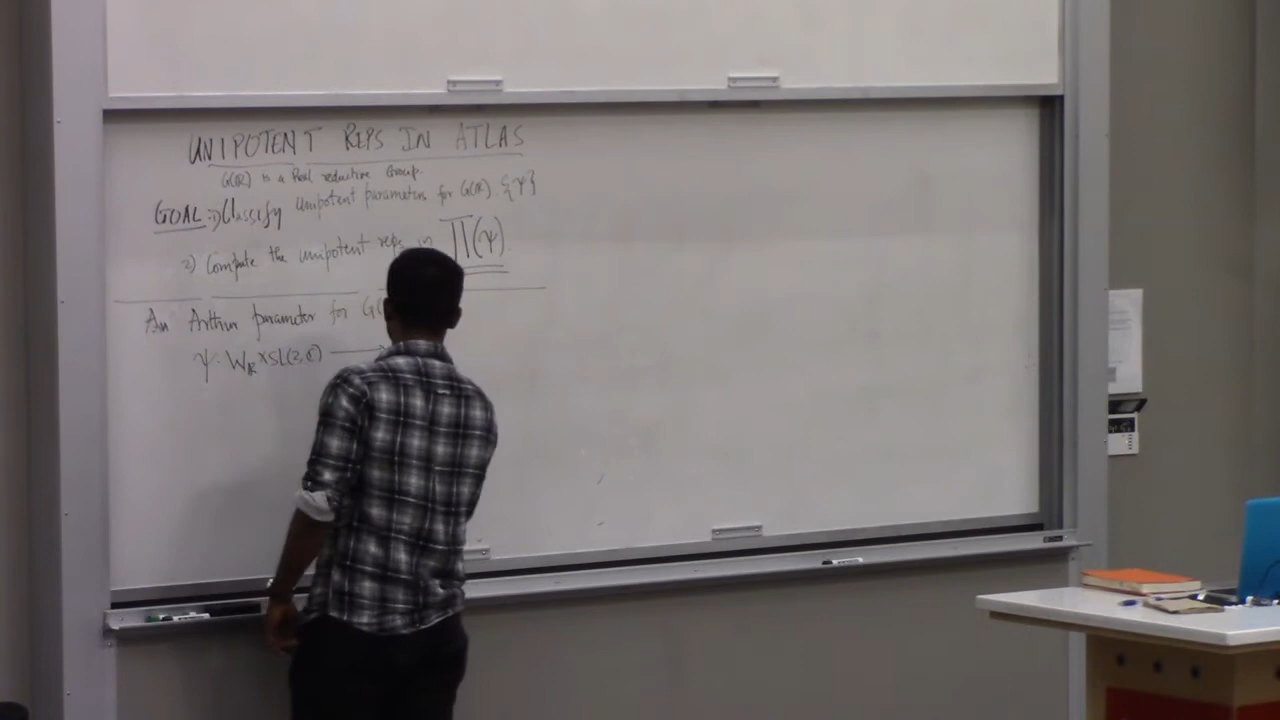 UNIPOTENT REPS IN ATLAS
G(R) is a Real reductive Group.
GOAL:- 1) Classify Unipotent parameters for G(R). {ψ}
2) Compute the unipotent reps in Π(ψ)
An Arthur parameter for G(
ψ: W_R × SL(2,C) →